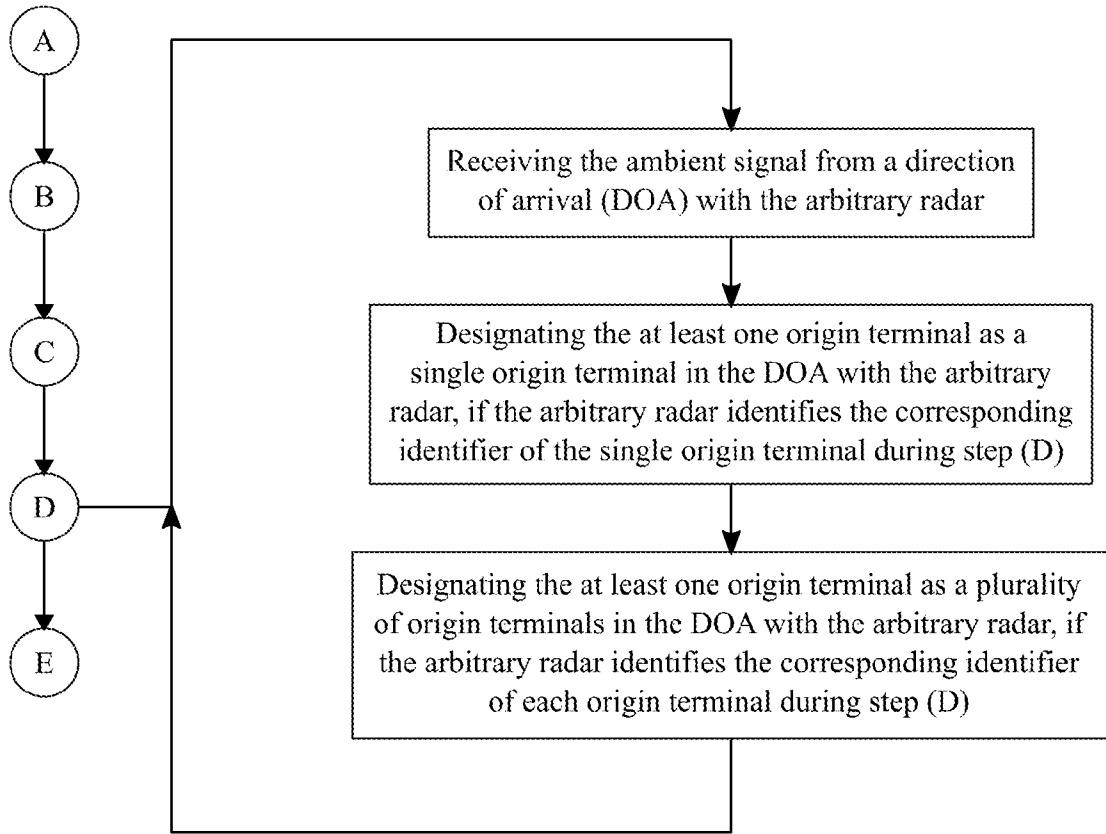 A
B
C
D
E
Receiving the ambient signal from a direction
of arrival (DOA) with the arbitrary radar
Designating the at least one origin terminal as a
single origin terminal in the DOA with the arbitrary
radar, if the arbitrary radar identifies the corresponding
identifier of the single origin terminal during step (D)
Designating the at least one origin terminal as a plurality
of origin terminals in the DOA with the arbitrary radar, if
the arbitrary radar identifies the corresponding identifier
of each origin terminal during step (D)